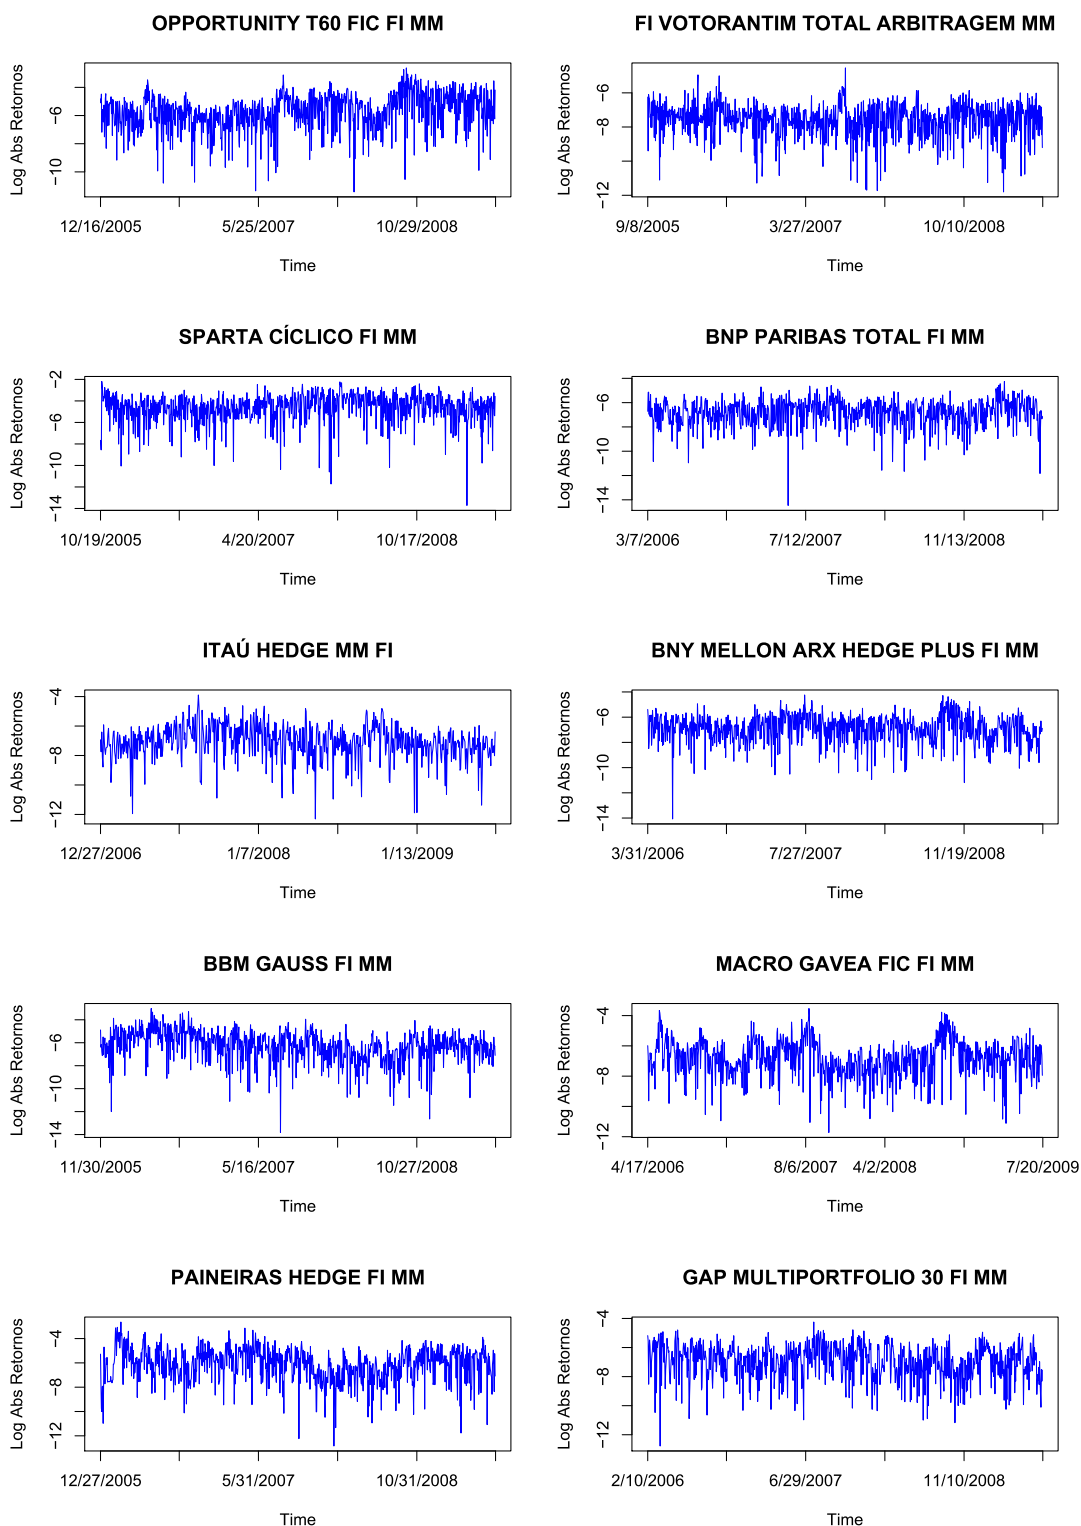 OPPORTUNITY T60 FIC FI MM
Log Abs Retornos
−6
−10
12/16/2005 5/25/2007 10/29/2008
Time
FI VOTORANTIM TOTAL ARBITRAGEM MM
Log Abs Retornos
−6
−8
−12
9/8/2005 3/27/2007 10/10/2008
Time
SPARTA CÍCLICO FI MM
Log Abs Retornos
−2
−6
−10
−14
10/19/2005 4/20/2007 10/17/2008
Time
BNP PARIBAS TOTAL FI MM
Log Abs Retornos
−6
−10
−14
3/7/2006 7/12/2007 11/13/2008
Time
ITAÚ HEDGE MM FI
Log Abs Retornos
−4
−8
−12
12/27/2006 1/7/2008 1/13/2009
Time
BNY MELLON ARX HEDGE PLUS FI MM
Log Abs Retornos
−6
−10
−14
3/31/2006 7/27/2007 11/19/2008
Time
BBM GAUSS FI MM
Log Abs Retornos
−6
−10
−14
11/30/2005 5/16/2007 10/27/2008
Time
MACRO GAVEA FIC FI MM
Log Abs Retornos
−4
−8
−12
4/17/2006 8/6/2007 4/2/2008 7/20/2009
Time
PAINEIRAS HEDGE FI MM
Log Abs Retornos
−4
−8
−12
12/27/2005 5/31/2007 10/31/2008
Time
GAP MULTIPORTFOLIO 30 FI MM
Log Abs Retornos
−4
−8
−12
2/10/2006 6/29/2007 11/10/2008
Time